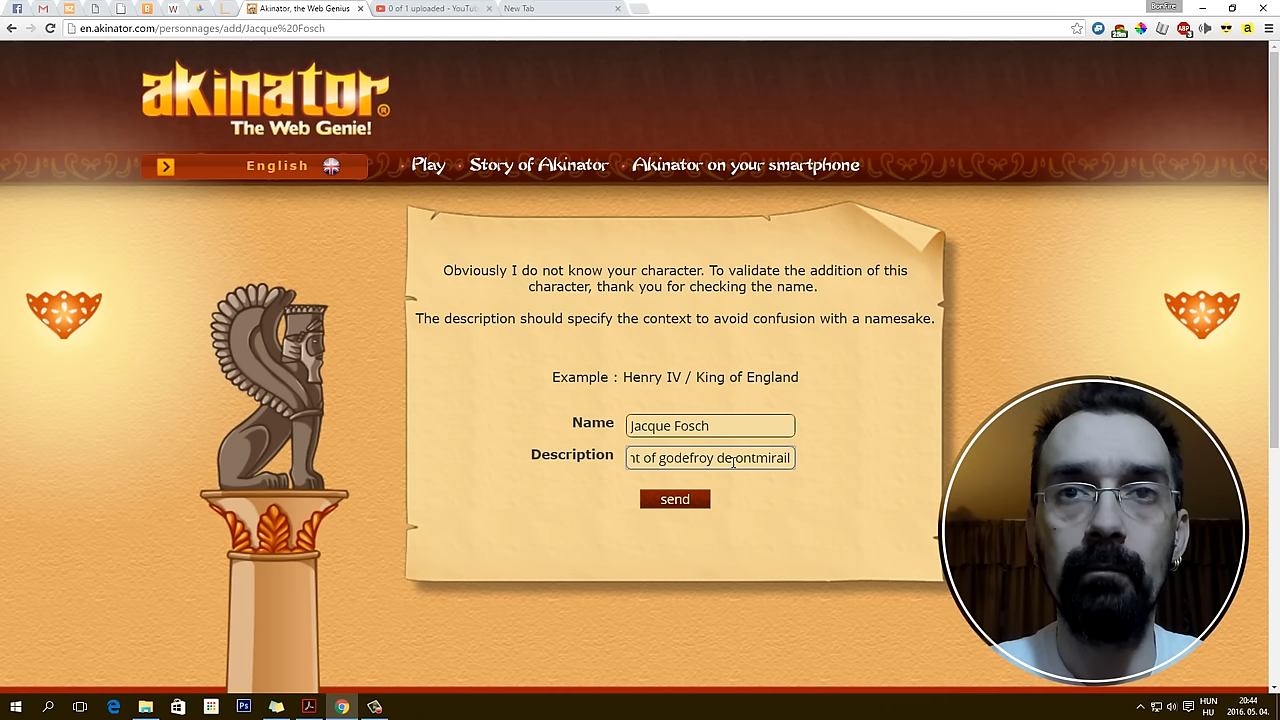 BonFire
Akinator, the Web Genius
0 of 1 uploaded - YouTub
New Tab
en.akinator.com/personnages/add/Jacque%20Fosch
akinator®
The Web Genie!
English
· Play · Story of Akinator · Akinator on your smartphone
Obviously I do not know your character. To validate the addition of this
character, thank you for checking the name.
The description should specify the context to avoid confusion with a namesake.
Example : Henry IV / King of England
Name Jacque Fosch
Description nt of godefroy de ontmirail
send
HUN
HU
20:44
2016. 05. 04.